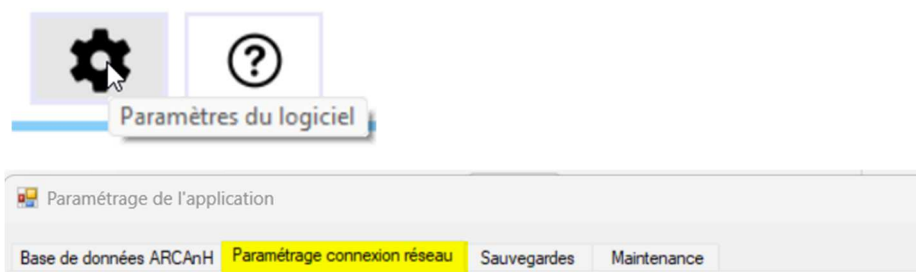 ?
Paramètres du logiciel
Paramétrage de l'application
Base de données ARCAnH Paramétrage connexion réseau Sauvegardes Maintenance